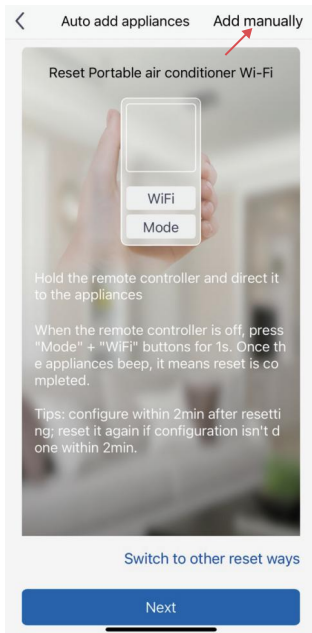 Auto add appliances Add manually
Reset Portable air conditioner Wi-Fi
WiFi
Mode
Hold the remote controller and direct it
to the appliances
When the remote controller is off, press
"Mode" + "WiFi" buttons for 1s. Once th
e appliances beep, it means reset is co
mpleted.
Tips: configure within 2min after resetti
ng; reset it again if configuration isn't d
one within 2min.
Switch to other reset ways
Next